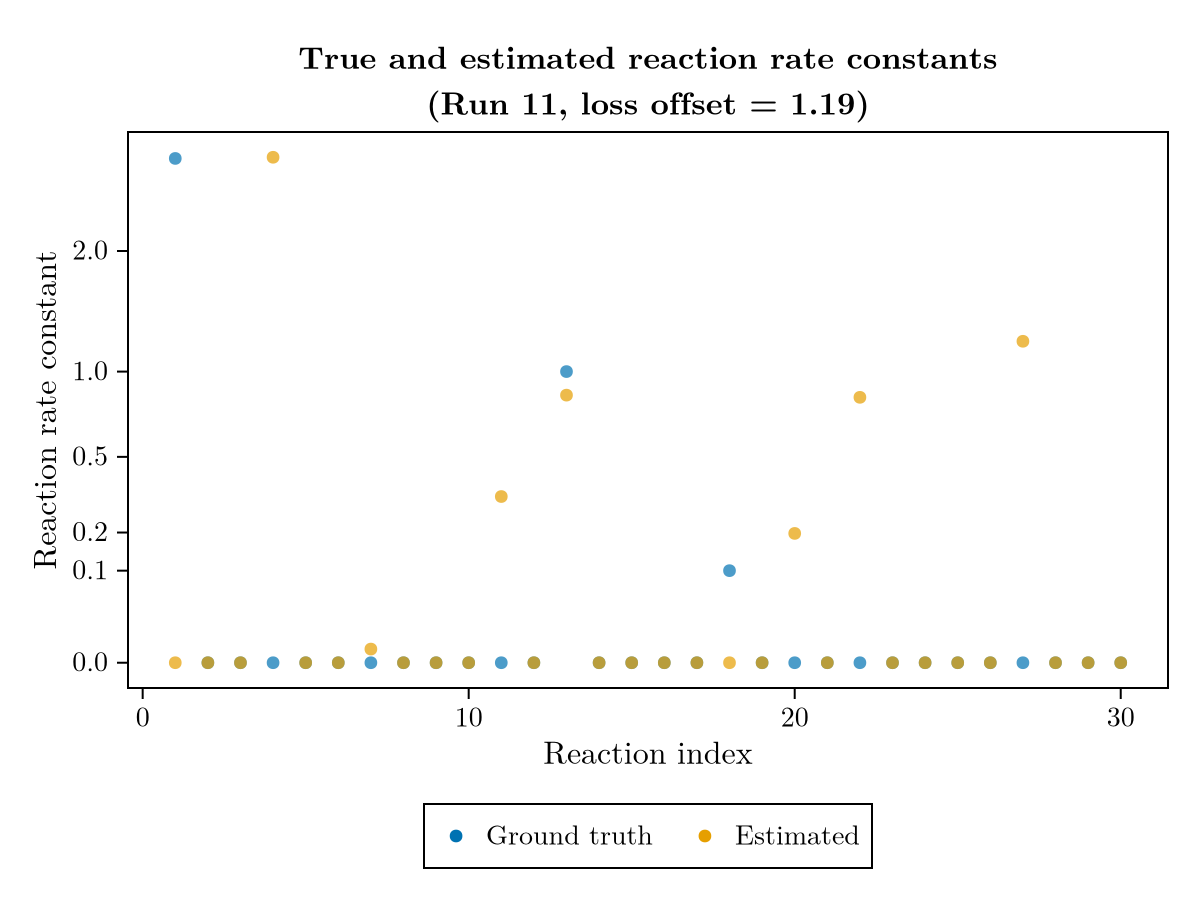 True and estimated reaction rate constants
(Run 11, loss offset = 1.19)
Reaction rate constant
2.0
1.0
0.5
0.2
0.1
0.0
0 10 20 30
Reaction index
Ground truth Estimated